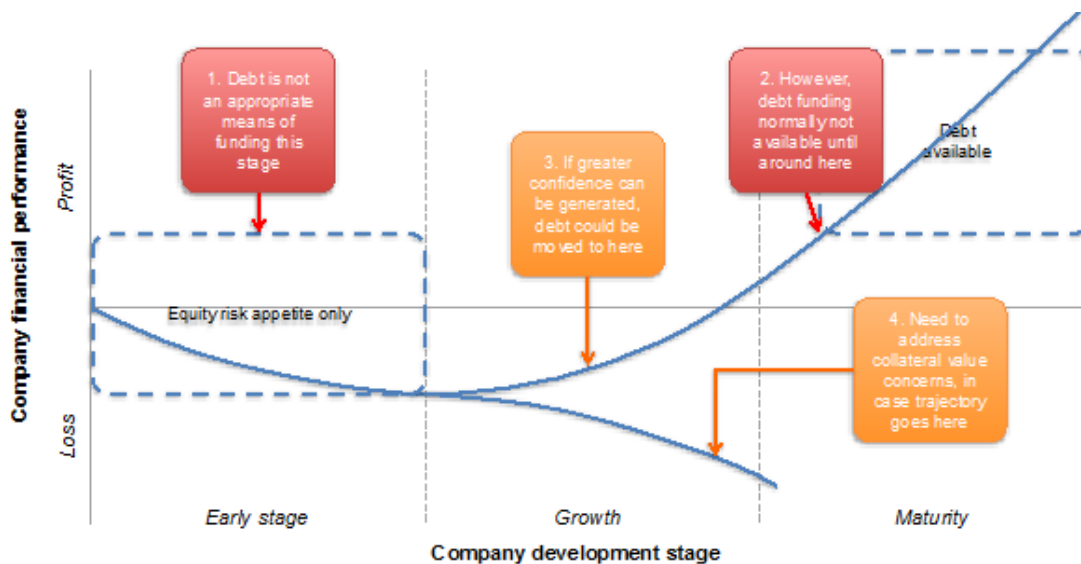 1. Debt is not
an appropriate
means of
funding this
stage
2. However,
debt funding
normally not
available until
around here
3. If greater
confidence can
be generated,
debt could be
moved to here
Debt
available
Company financial performance
Profit
Loss
Equity risk appetite only
4. Need to
address
collateral value
concerns, in
case trajectory
goes here
Early stage
Growth
Maturity
Company development stage